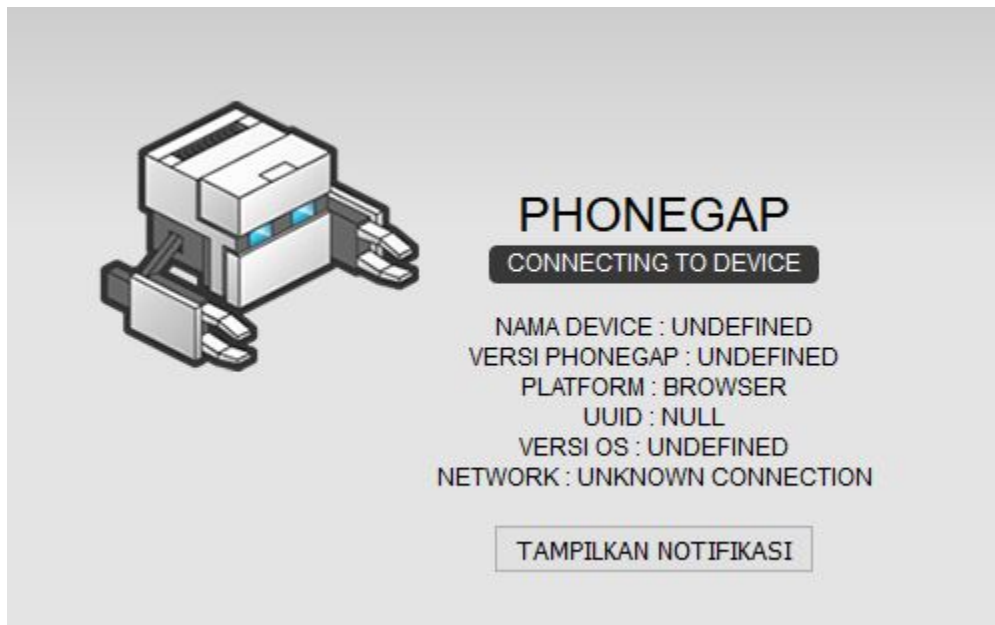 PHONEGAP
CONNECTING TO DEVICE
NAMA DEVICE : UNDEFINED
VERSI PHONEGAP : UNDEFINED
PLATFORM : BROWSER
UUID : NULL
VERSI OS : UNDEFINED
NETWORK : UNKNOWN CONNECTION
TAMPILKAN NOTIFIKASI